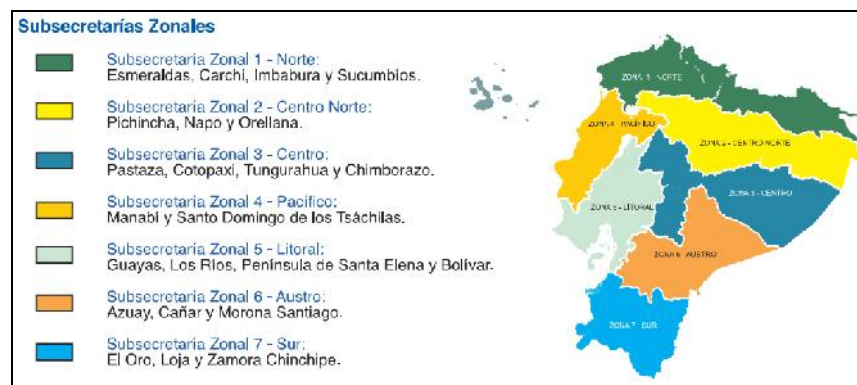 Subsecretarías Zonales
Subsecretaría Zonal 1 - Norte:
Esmeraldas, Carchi, Imbabura y Sucumbios.
Subsecretaría Zonal 2 - Centro Norte:
Pichincha, Napo y Orellana.
Subsecretaría Zonal 3 - Centro:
Pastaza, Cotopaxi, Tungurahua y Chimborazo.
Subsecretaría Zonal 4 - Pacífico:
Manabí y Santo Domingo de los Tsáchilas.
Subsecretaría Zonal 5 - Litoral:
Guayas, Los Ríos, Península de Santa Elena y Bolívar.
Subsecretaría Zonal 6 - Austro:
Azuay, Cañar y Morona Santiago.
Subsecretaría Zonal 7 - Sur:
El Oro, Loja y Zamora Chinchipe.
ZONA 1 - NORTE
ZONA 4 - PACÍFICO
ZONA 2 - CENTRO NORTE
ZONA 3 - CENTRO
ZONA 5 - LITORAL
ZONA 6 - AUSTRO
ZONA 7 - SUR